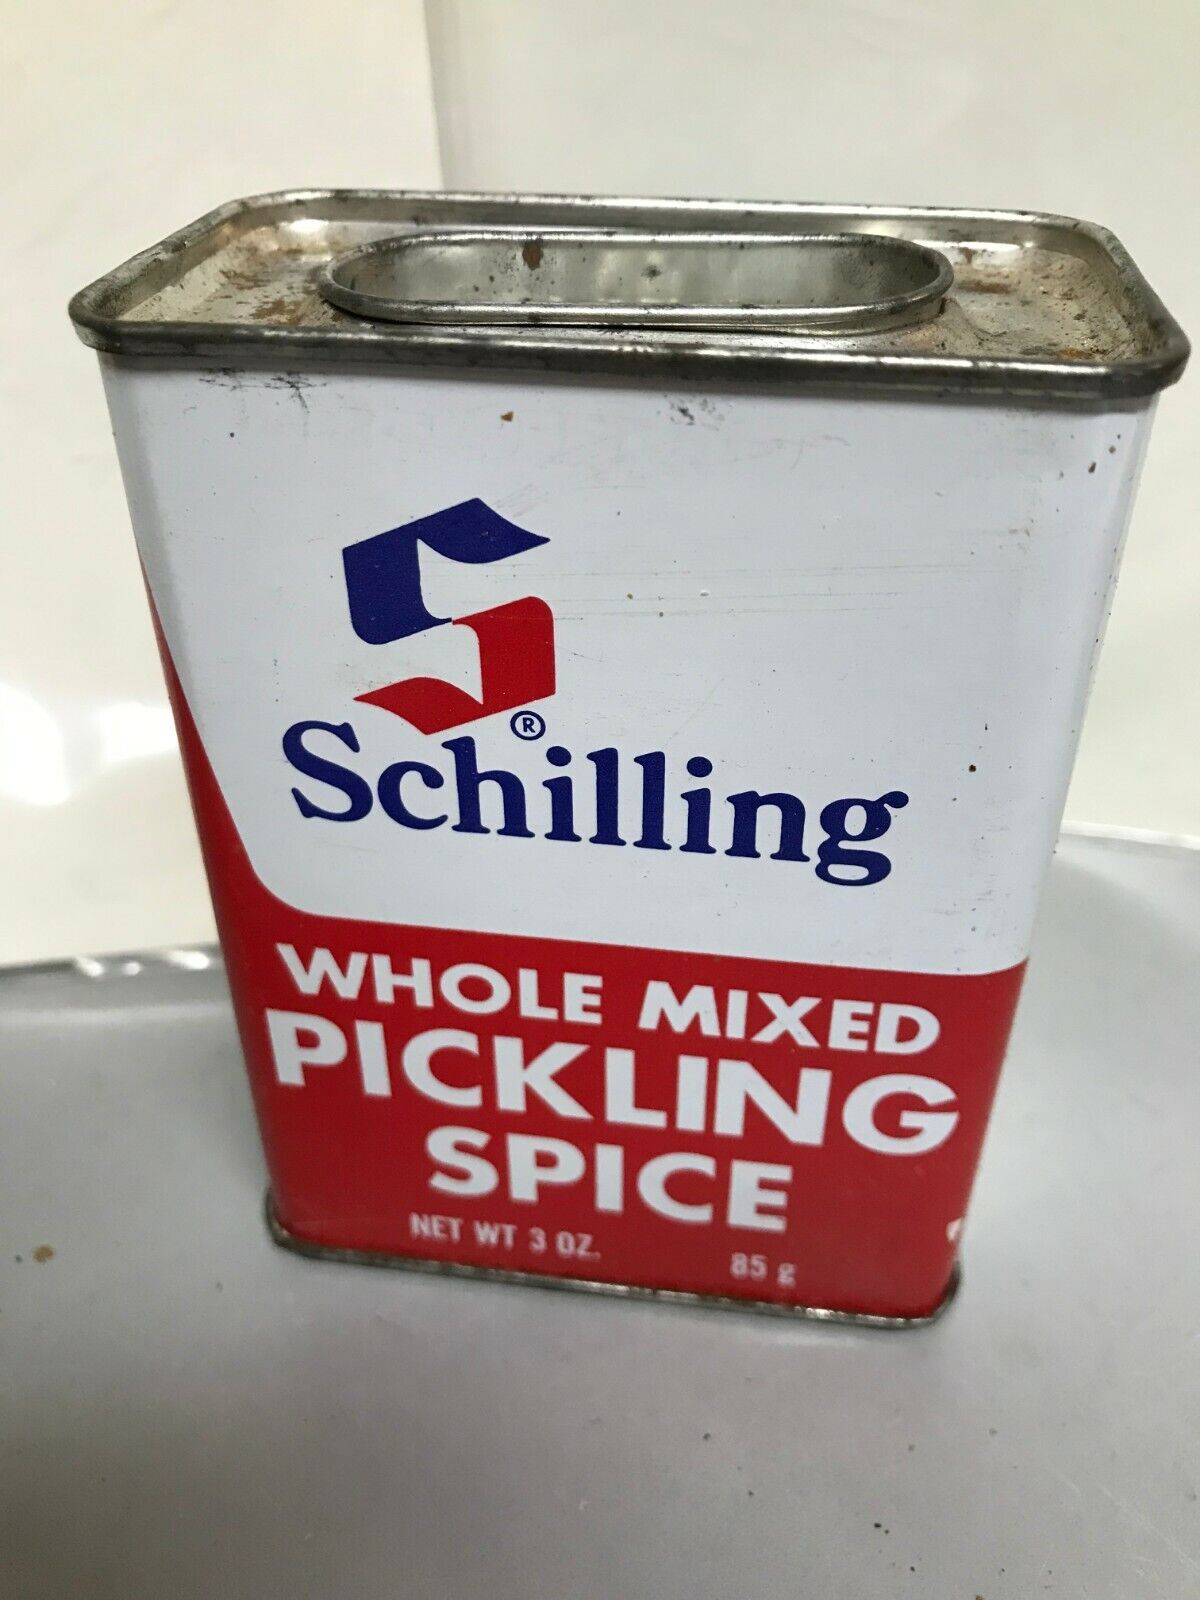 S
®
Schilling
WHOLE MIXED
PICKLING
SPICE
NET WT 3 OZ. 85 g